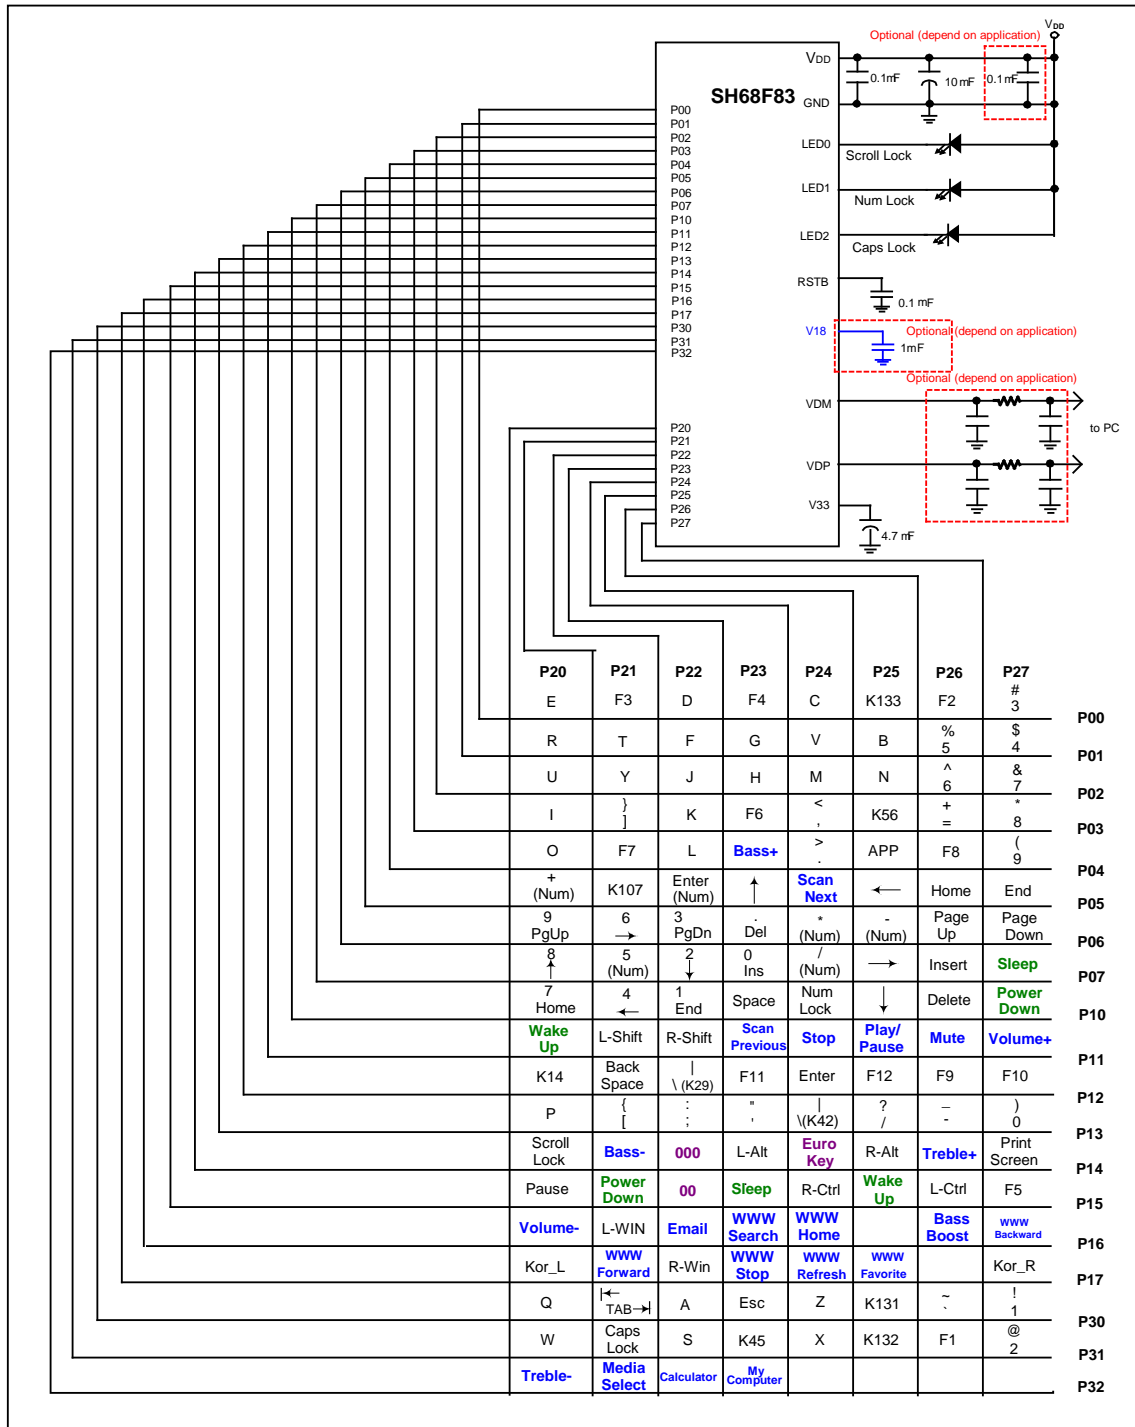 VDD
Optional (depend on application)
VDD
0.1mF
10 mF
0.1mF
SH68F83
GND
P00
P01
P02
P03
P04
P05
P06
P07
P10
P11
P12
P13
P14
P15
P16
P17
P30
P31
P32
LED0
Scroll Lock
LED1
Num Lock
LED2
Caps Lock
RSTB
0.1 mF
V18
Optional (depend on application)
1mF
Optional (depend on application)
VDM
to PC
VDP
V33
4.7 mF
P20
P21
P22
P23
P24
P25
P26
P27
P20 P21 P22 P23 P24 P25 P26 P27
E F3 D F4 C K133 F2 # 3
P00
R T F G V B % 5 $ 4
P01
U Y J H M N ^ 6 & 7
P02
I } ] K F6 < , K56 + = * 8
P03
O F7 L Bass+ > . APP F8 ( 9
P04
+ (Num) K107 Enter (Num) ↑ Scan Next ← Home End
P05
9 PgUp 6 → 3 PgDn . Del * (Num) - (Num) Page Up Page Down
P06
8 ↑ 5 (Num) 2 ↓ 0 Ins / (Num) → Insert Sleep
P07
7 Home 4 ← 1 End Space Num Lock ↓ Delete Power Down
P10
Wake Up L-Shift R-Shift Scan Previous Stop Play/ Pause Mute Volume+
P11
K14 Back Space | \ (K29) F11 Enter F12 F9 F10
P12
P { [ : ; " ' | \(K42) ? / _ - ) 0
P13
Scroll Lock Bass- 000 L-Alt Euro Key R-Alt Treble+ Print Screen
P14
Pause Power Down 00 Sleep R-Ctrl Wake Up L-Ctrl F5
P15
Volume- L-WIN Email WWW Search WWW Home Bass Boost WWW Backward
P16
Kor_L WWW Forward R-Win WWW Stop WWW Refresh WWW Favorite Kor_R
P17
Q |← TAB→| A Esc Z K131 ~ ` ! 1
P30
W Caps Lock S K45 X K132 F1 @ 2
P31
Treble- Media Select Calculator My Computer
P32